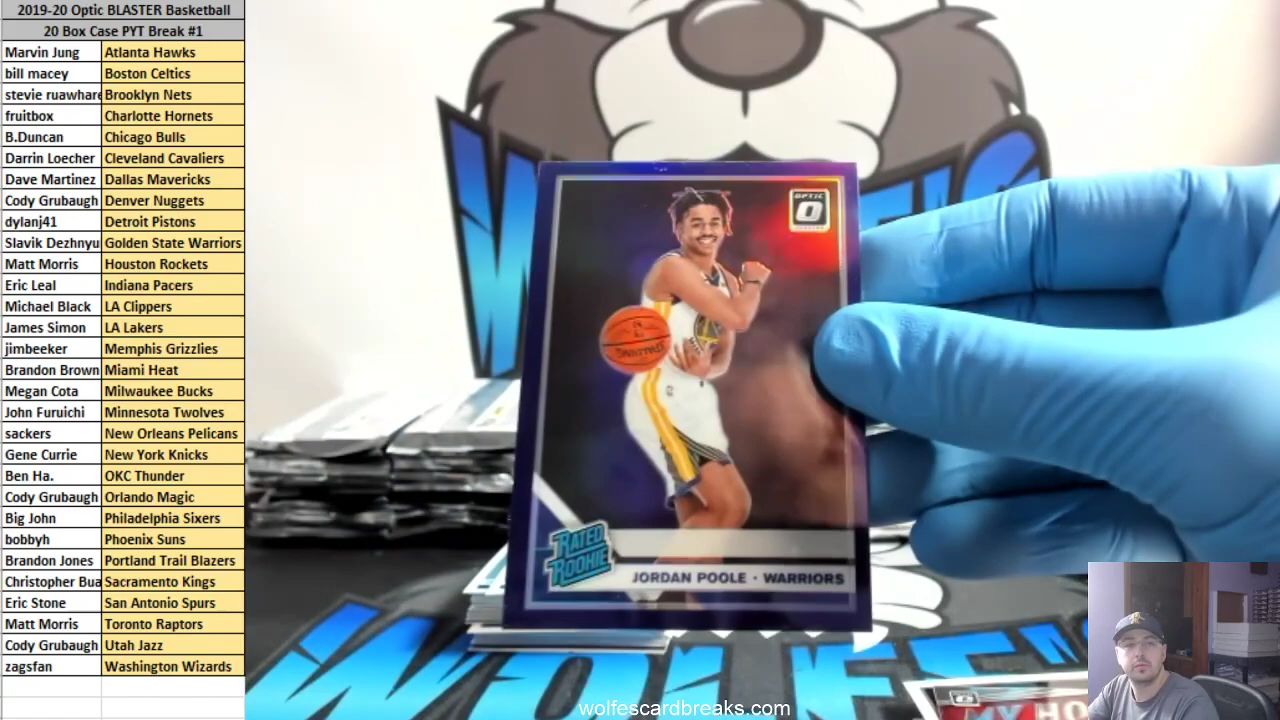 2019-20 Optic BLASTER Basketball
20 Box Case PYT Break #1
Marvin Jung Atlanta Hawks
bill macey Boston Celtics
stevie ruawhare Brooklyn Nets
fruitbox Charlotte Hornets
B.Duncan Chicago Bulls
Darrin Loecher Cleveland Cavaliers
Dave Martinez Dallas Mavericks
Cody Grubaugh Denver Nuggets
dylanj41 Detroit Pistons
Slavik Dezhnyu Golden State Warriors
Matt Morris Houston Rockets
Eric Leal Indiana Pacers
Michael Black LA Clippers
James Simon LA Lakers
jimbeeker Memphis Grizzlies
Brandon Brown Miami Heat
Megan Cota Milwaukee Bucks
John Furuichi Minnesota Twolves
sackers New Orleans Pelicans
Gene Currie New York Knicks
Ben Ha. OKC Thunder
Cody Grubaugh Orlando Magic
Big John Philadelphia Sixers
bobbyh Phoenix Suns
Brandon Jones Portland Trail Blazers
Christopher Bua Sacramento Kings
Eric Stone San Antonio Spurs
Matt Morris Toronto Raptors
Cody Grubaugh Utah Jazz
zagsfan Washington Wizards
OPTIC
O
SPALDING
RATED
ROOKIE
JORDAN POOLE · WARRIORS
MY HO
wolfescardbreaks.com